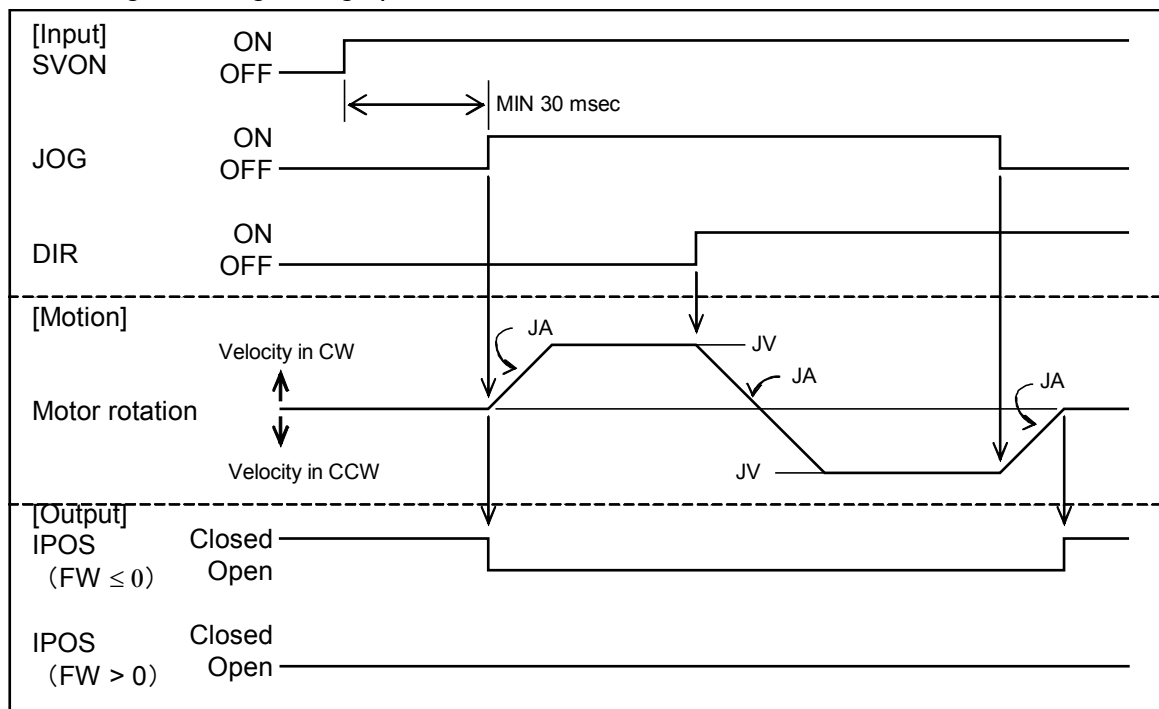 [Input]
SVON ON
OFF
MIN 30 msec
JOG ON
OFF
DIR ON
OFF
[Motion]
JA
Velocity in CW
JV
JA
JA
Motor rotation
Velocity in CCW
JV
[Output]
IPOS Closed
（FW ≤ 0） Open
IPOS Closed
（FW > 0） Open